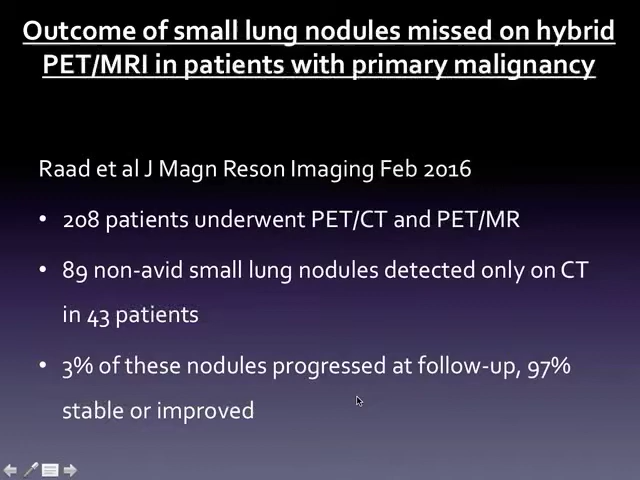 Outcome of small lung nodules missed on hybrid
PET/MRI in patients with primary malignancy
Raad et al J Magn Reson Imaging Feb 2016
• 208 patients underwent PET/CT and PET/MR
• 89 non-avid small lung nodules detected only on CT
in 43 patients
• 3% of these nodules progressed at follow-up, 97%
stable or improved